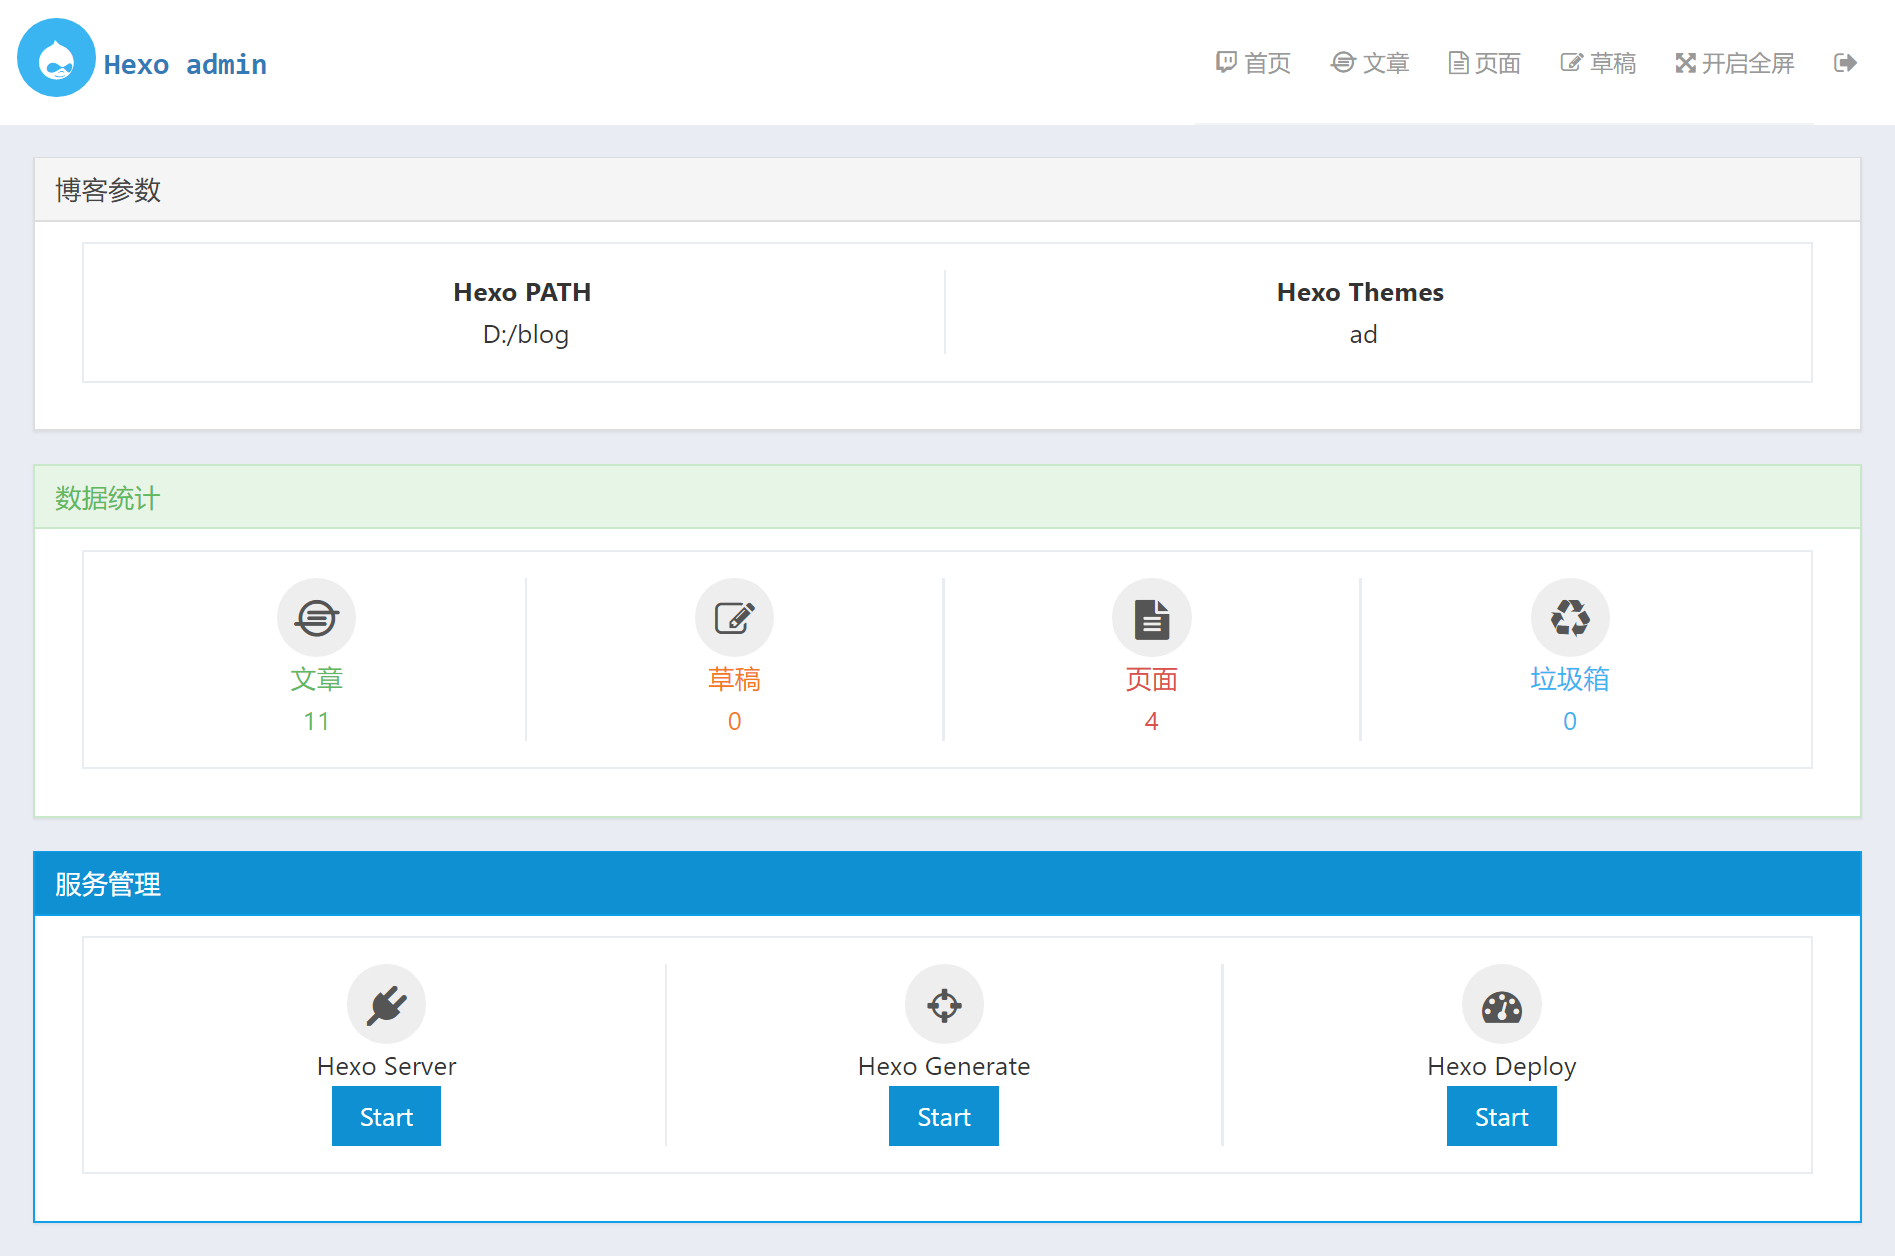 Hexo admin
首页 文章 页面 草稿 开启全屏
博客参数
Hexo PATH Hexo Themes
D:/blog ad
数据统计
文章 草稿 页面 垃圾箱
11 0 4 0
服务管理
Hexo Server Hexo Generate Hexo Deploy
Start Start Start